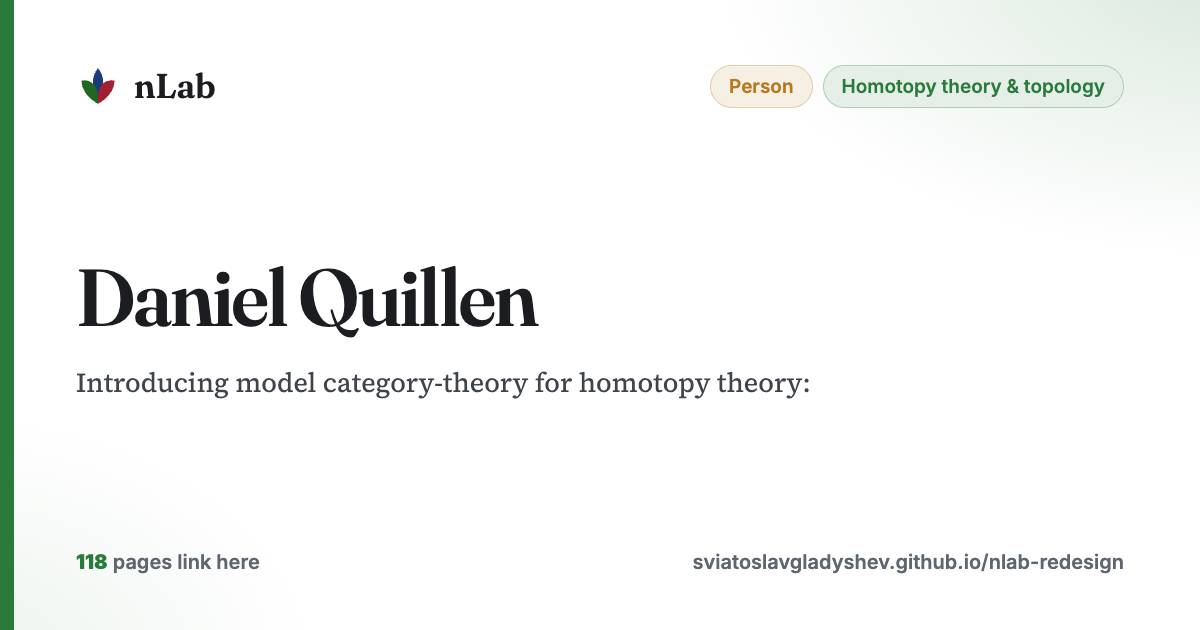 nLab
Person
Homotopy theory & topology
Daniel Quillen
Introducing model category-theory for homotopy theory:
118 pages link here
sviatoslavgladyshev.github.io/nlab-redesign